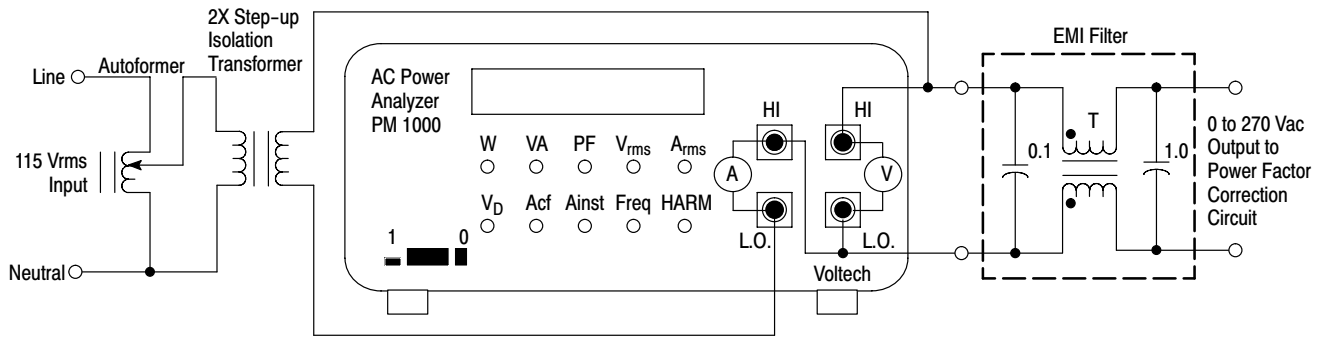 2X Step-up
Isolation
Transformer
Autoformer
Line
115 Vrms
Input
Neutral
AC Power
Analyzer
PM 1000
W VA PF Vrms Arms
VD Acf Ainst Freq HARM
1 0
HI HI
A V
L.O. L.O.
Voltech
EMI Filter
0.1
T
1.0
0 to 270 Vac
Output to
Power Factor
Correction
Circuit